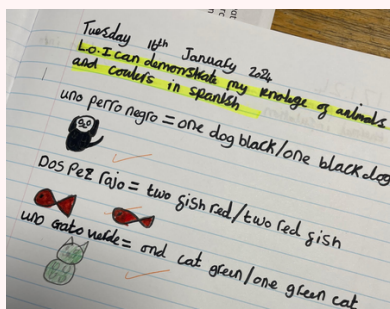 Tuesday 16th January 2024
L.O. I can demonstrate my knolege of animals
and coulers in spanish
uno perro negro = one dog black/one black dog
Dos Pez rojo = two fish red/two red fish
uno Gato verde = ond cat green/one green cat